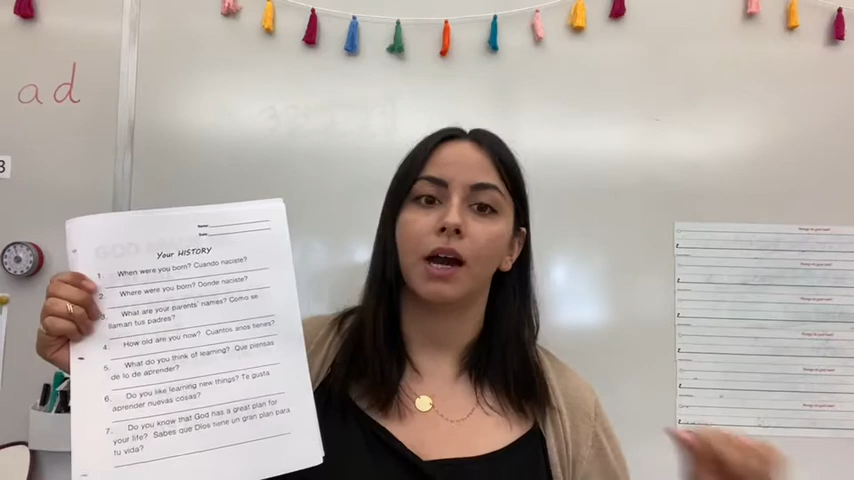 a d
3
Name
Date
Your HISTORY
1. When were you born? Cuando naciste
2. Where were you born? Donde naciste
3. What are your parents' names? Como se
llaman tus padres?
4. How old are you now? Cuantos anos tienes
5. What do you think of learning? Que piensas
de lo de aprender?
6. Do you like learning new things? Te gusta
aprender nuevas cosas?
7. Do you know that God has a great plan for
your life? Sabes que Dios tiene un gran plan para
tu vida?